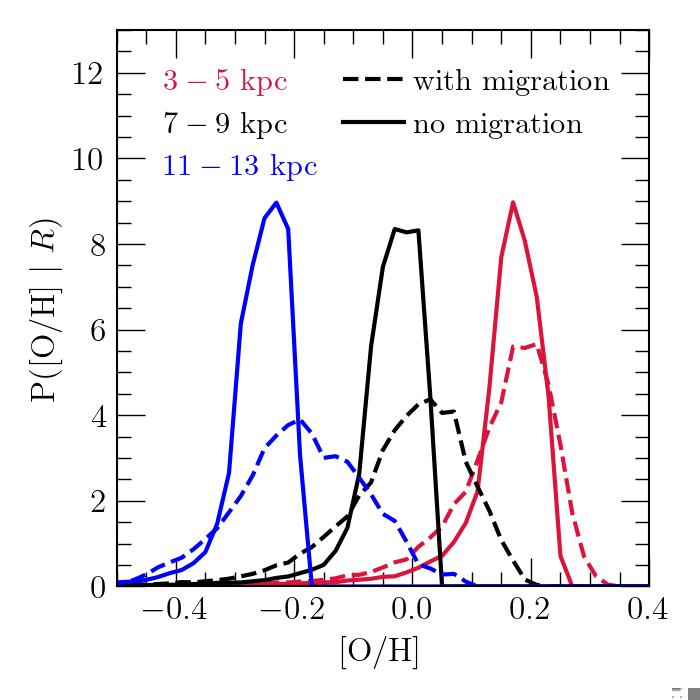 3 − 5 kpc
7 − 9 kpc
11 − 13 kpc
with migration
no migration
12
10
8
6
4
2
0
P([O/H] | R)
−0.4 −0.2 0.0 0.2 0.4
[O/H]